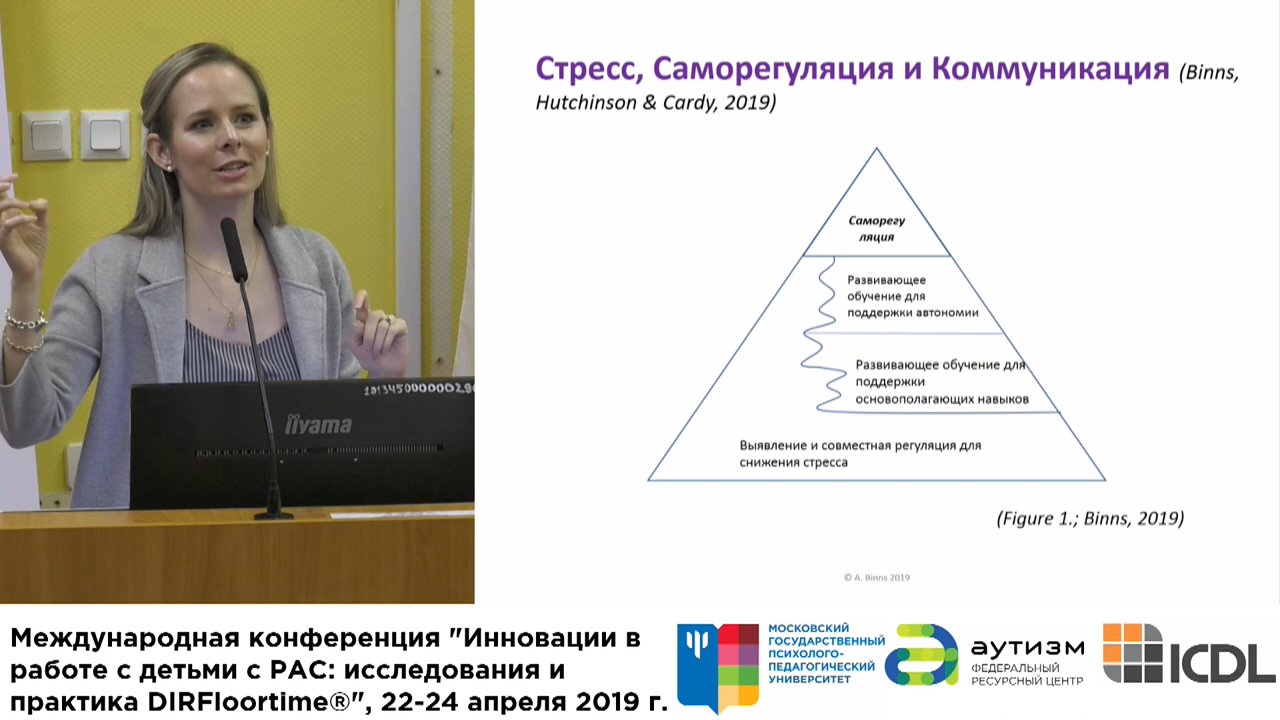 Стресс, Саморегуляция и Коммуникация (Binns,
Hutchinson & Cardy, 2019)
Саморегу
ляция
Развивающее
обучение для
поддержки автономии
Развивающее обучение для
поддержки
основополагающих навыков
Выявление и совместная регуляция для
снижения стресса
(Figure 1.; Binns, 2019)
© A. Binns 2019
iiyama
Международная конференция "Инновации в
работе с детьми с РАС: исследования и
практика DIRFloortime®", 22-24 апреля 2019 г.
МОСКОВСКИЙ
ГОСУДАРСТВЕННЫЙ
ПСИХОЛОГО-
ПЕДАГОГИЧЕСКИЙ
УНИВЕРСИТЕТ
аутизм
ФЕДЕРАЛЬНЫЙ
РЕСУРСНЫЙ ЦЕНТР
ICDL